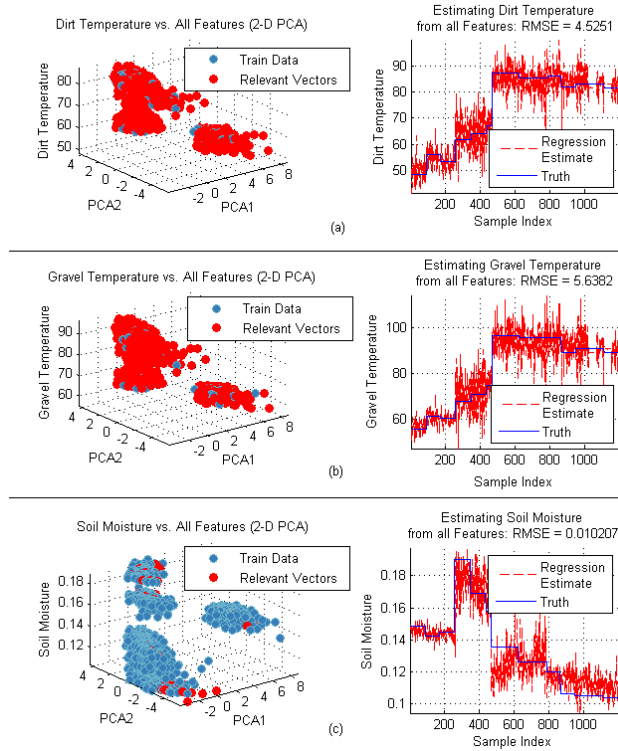 Dirt Temperature vs. All Features (2-D PCA)
Train Data
Relevant Vectors
Dirt Temperature
90
80
70
60
50
4
2
0
-2
-4
PCA2
-2
0
2
4
6
8
PCA1
(a)
Estimating Dirt Temperature
from all Features: RMSE = 4.5251
Dirt Temperature
90
80
70
60
50
Regression
Estimate
Truth
200
400
600
800
1000
Sample Index
Gravel Temperature vs. All Features (2-D PCA)
Train Data
Relevant Vectors
Gravel Temperature
90
80
70
60
4
2
0
-2
-4
PCA2
-2
0
2
4
6
8
PCA1
(b)
Estimating Gravel Temperature
from all Features: RMSE = 5.6382
Gravel Temperature
100
80
60
Regression
Estimate
Truth
200
400
600
800
1000
Sample Index
Soil Moisture vs. All Features (2-D PCA)
Train Data
Relevant Vectors
Soil Moisture
0.18
0.16
0.14
0.12
4
2
0
-2
-4
PCA2
-2
0
2
4
6
8
PCA1
(c)
Estimating Soil Moisture
from all Features: RMSE = 0.010207
Soil Moisture
0.18
0.16
0.14
0.12
0.1
Regression
Estimate
Truth
200
400
600
800
1000
Sample Index